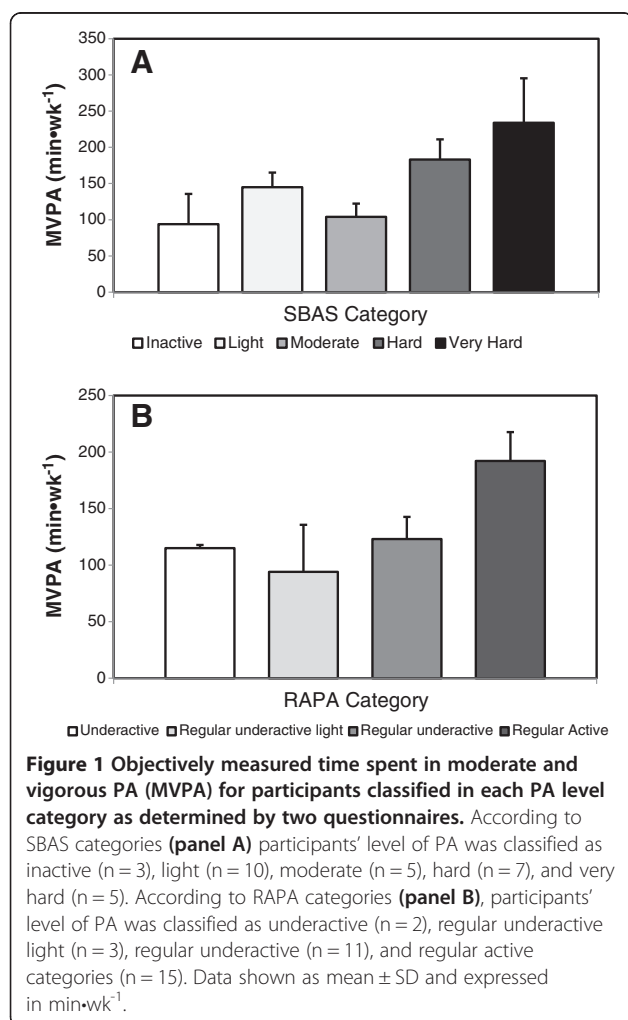 A
MVPA (min•wk⁻¹)
350
300
250
200
150
100
50
0
SBAS Category
Inactive Light Moderate Hard Very Hard
B
MVPA (min•wk⁻¹)
250
200
150
100
50
0
RAPA Category
Underactive Regular underactive light Regular underactive Regular Active
Figure 1 Objectively measured time spent in moderate and
vigorous PA (MVPA) for participants classified in each PA level
category as determined by two questionnaires. According to
SBAS categories (panel A) participants' level of PA was classified as
inactive (n = 3), light (n = 10), moderate (n = 5), hard (n = 7), and very
hard (n = 5). According to RAPA categories (panel B), participants'
level of PA was classified as underactive (n = 2), regular underactive
light (n = 3), regular underactive (n = 11), and regular active
categories (n = 15). Data shown as mean ± SD and expressed
in min•wk⁻¹.